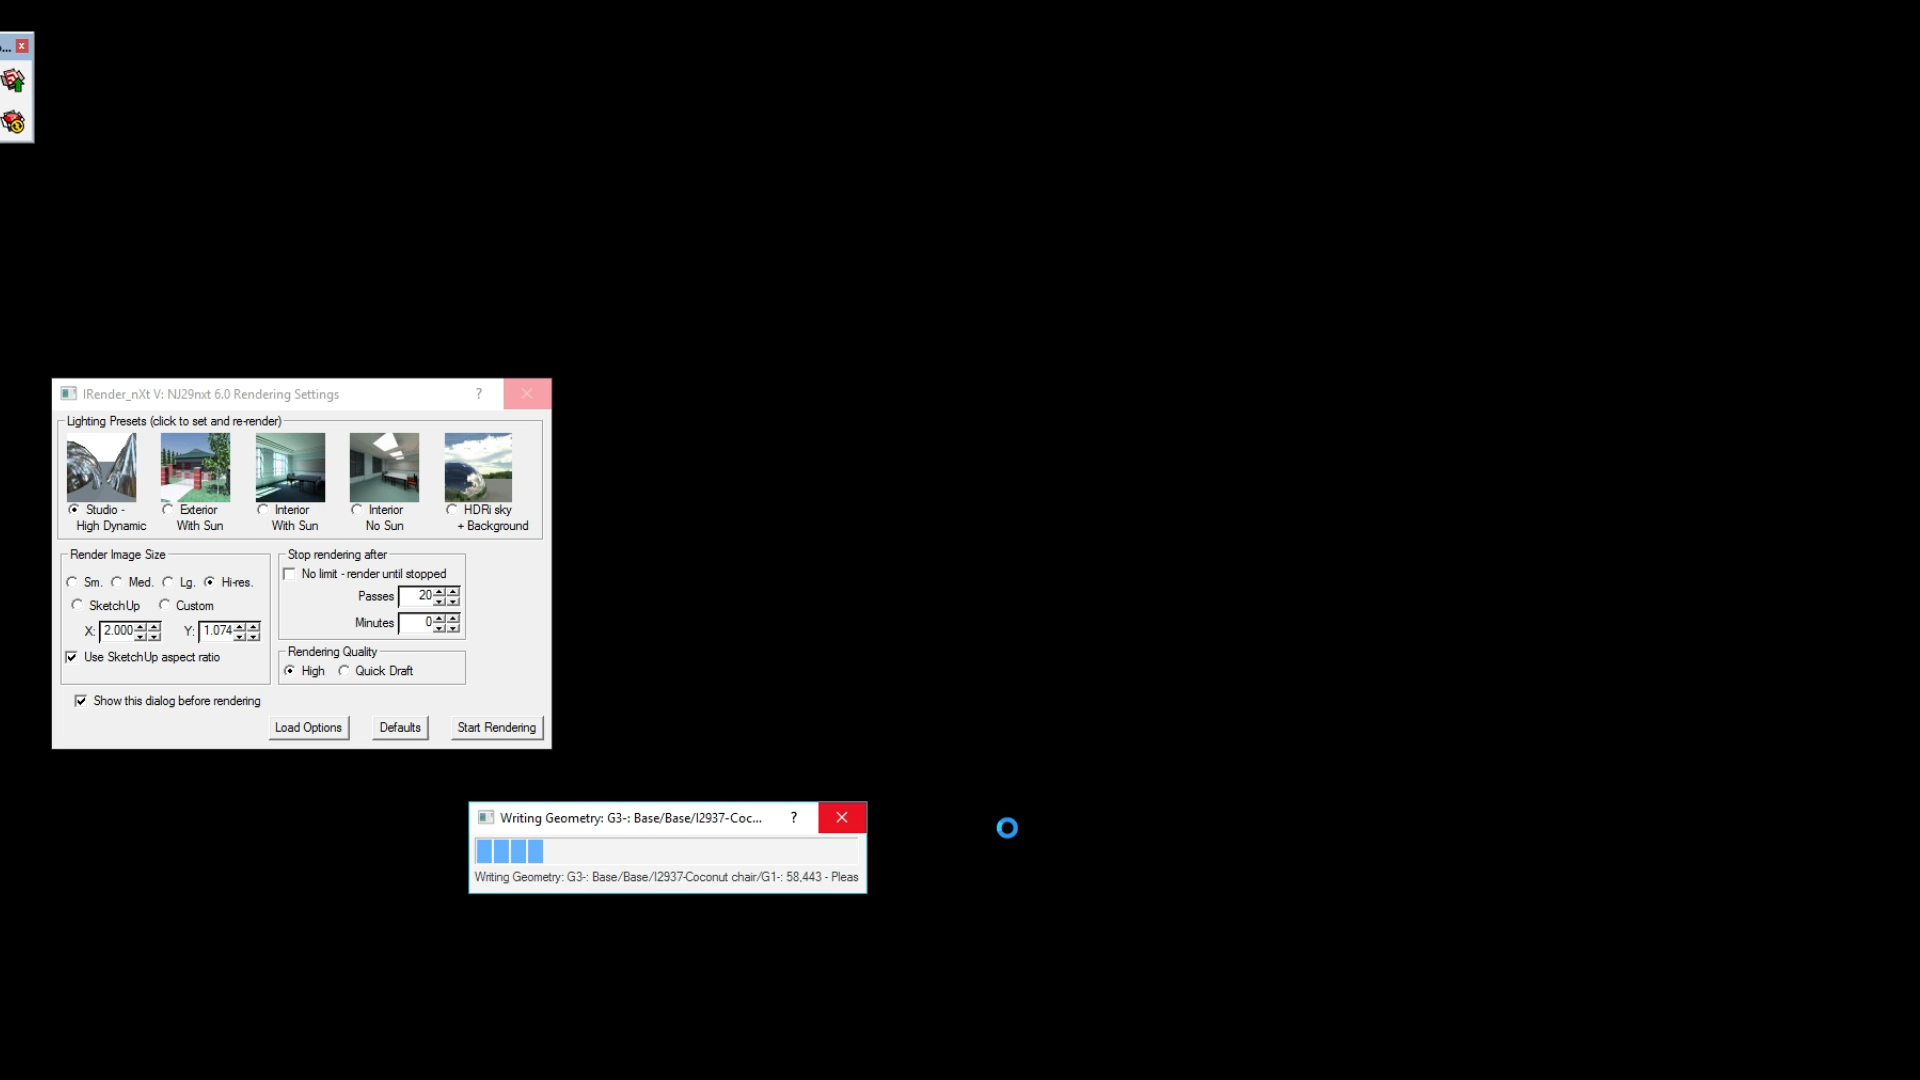 ... x
IRender_nXt V: NJ29nxt 6.0 Rendering Settings ?
Lighting Presets (click to set and re-render)
Studio - High Dynamic
Exterior With Sun
Interior With Sun
Interior No Sun
HDRi sky + Background
Render Image Size
Sm. Med. Lg. Hi-res.
SketchUp Custom
X: 2.000 Y: 1.074
Use SketchUp aspect ratio
Stop rendering after
No limit - render until stopped
Passes 20
Minutes 0
Rendering Quality
High Quick Draft
Show this dialog before rendering
Load Options Defaults Start Rendering
Writing Geometry: G3-: Base/Base/I2937-Coc... ?
Writing Geometry: G3-: Base/Base/I2937-Coconut chair/G1-: 58,443 - Pleas